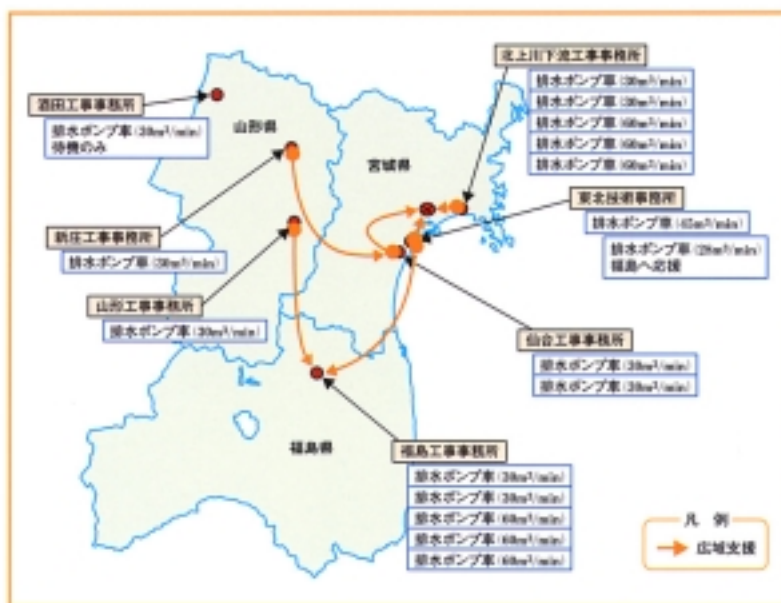 酒田工事事務所
排水ポンプ車(30m³/min)
待機のみ
山形県
新庄工事事務所
排水ポンプ車(30m³/min)
山形工事事務所
排水ポンプ車(30m³/min)
宮城県
北上川下流工事事務所
排水ポンプ車(30m³/min)
排水ポンプ車(30m³/min)
排水ポンプ車(60m³/min)
排水ポンプ車(60m³/min)
排水ポンプ車(60m³/min)
東北技術事務所
排水ポンプ車(45m³/min)
排水ポンプ車(28m³/min)
福島へ応援
仙台工事事務所
排水ポンプ車(30m³/min)
排水ポンプ車(30m³/min)
福島県
福島工事事務所
排水ポンプ車(30m³/min)
排水ポンプ車(30m³/min)
排水ポンプ車(60m³/min)
排水ポンプ車(60m³/min)
排水ポンプ車(60m³/min)
凡 例
広域支援